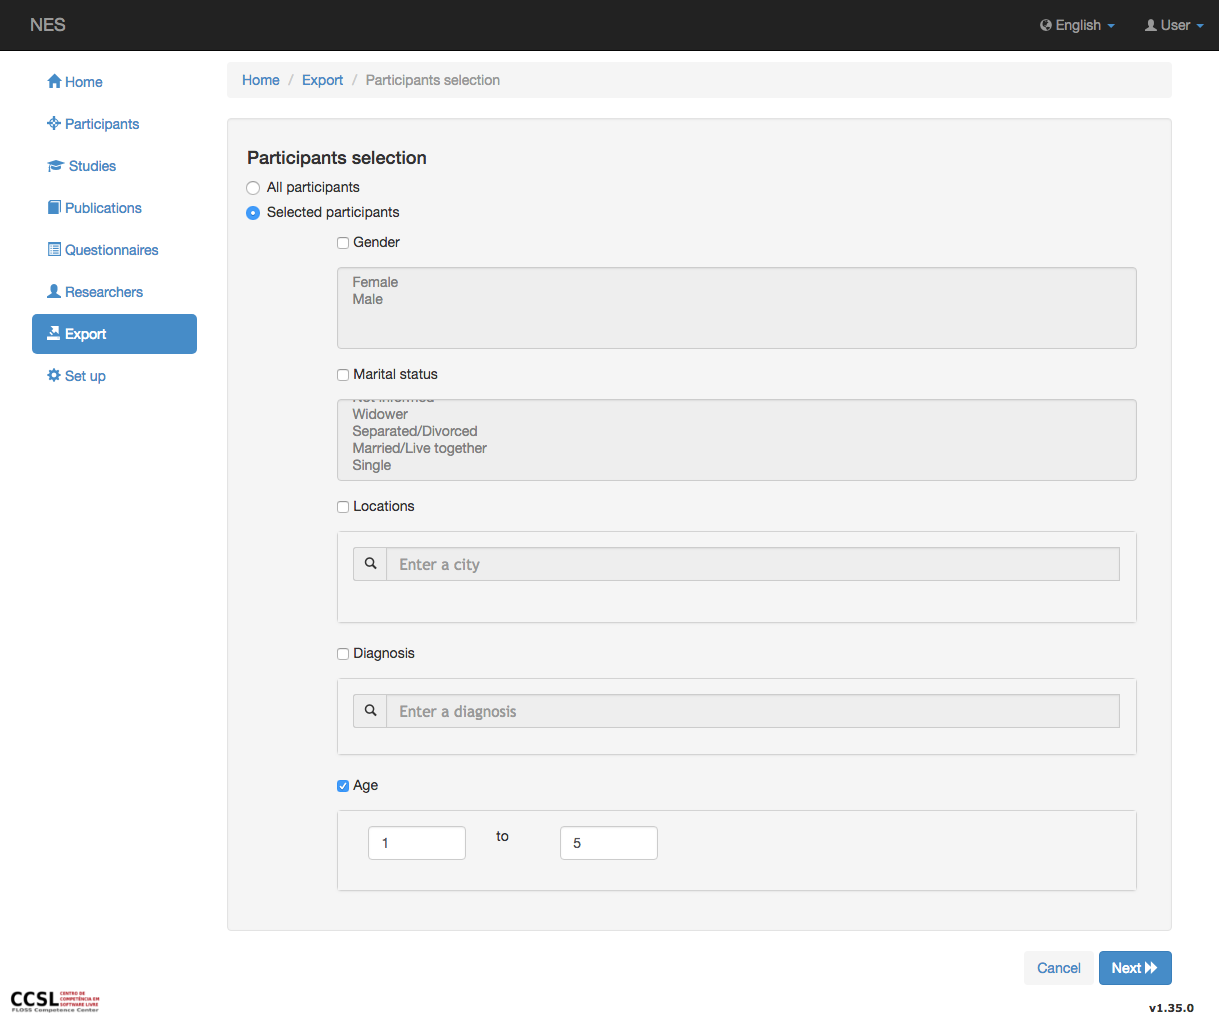 NES
English
User
Home
Participants
Studies
Publications
Questionnaires
Researchers
Export
Set up
Home / Export / Participants selection
Participants selection
All participants
Selected participants
Gender
Female
Male
Marital status
Not informed
Widower
Separated/Divorced
Married/Live together
Single
Locations
Enter a city
Diagnosis
Enter a diagnosis
Age
1 to 5
Cancel
Next
CCSL CENTRO DE COMPETÊNCIA EM SOFTWARE LIVRE
FLOSS Competence Center
v1.35.0